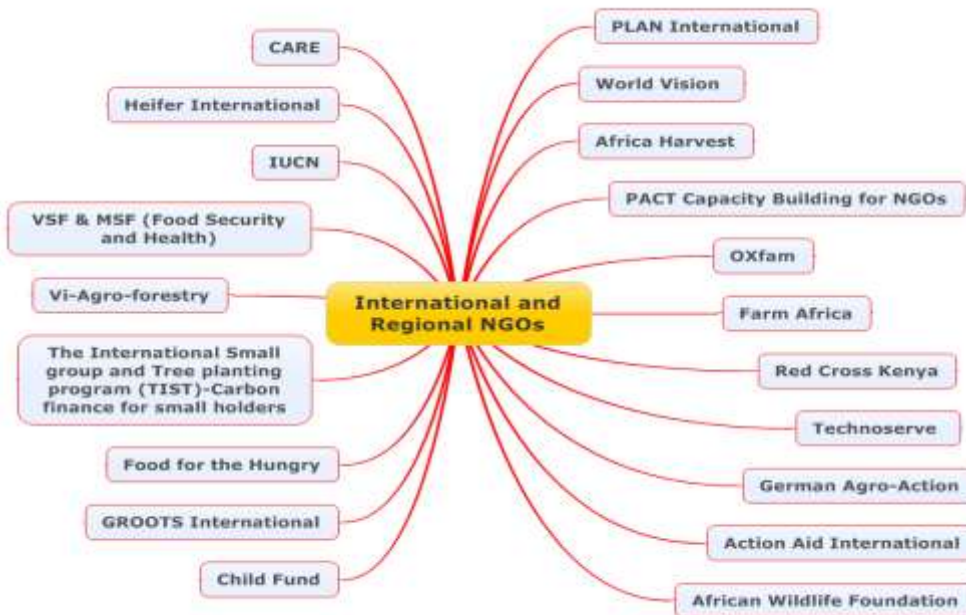 CARE
Heifer International
IUCN
VSF & MSF (Food Security
and Health)
Vi-Agro-forestry
The International Small
group and Tree planting
program (TIST)-Carbon
finance for small holders
Food for the Hungry
GROOTS International
Child Fund
International and
Regional NGOs
PLAN International
World Vision
Africa Harvest
PACT Capacity Building for NGOs
OXfam
Farm Africa
Red Cross Kenya
Technoserve
German Agro-Action
Action Aid International
African Wildlife Foundation